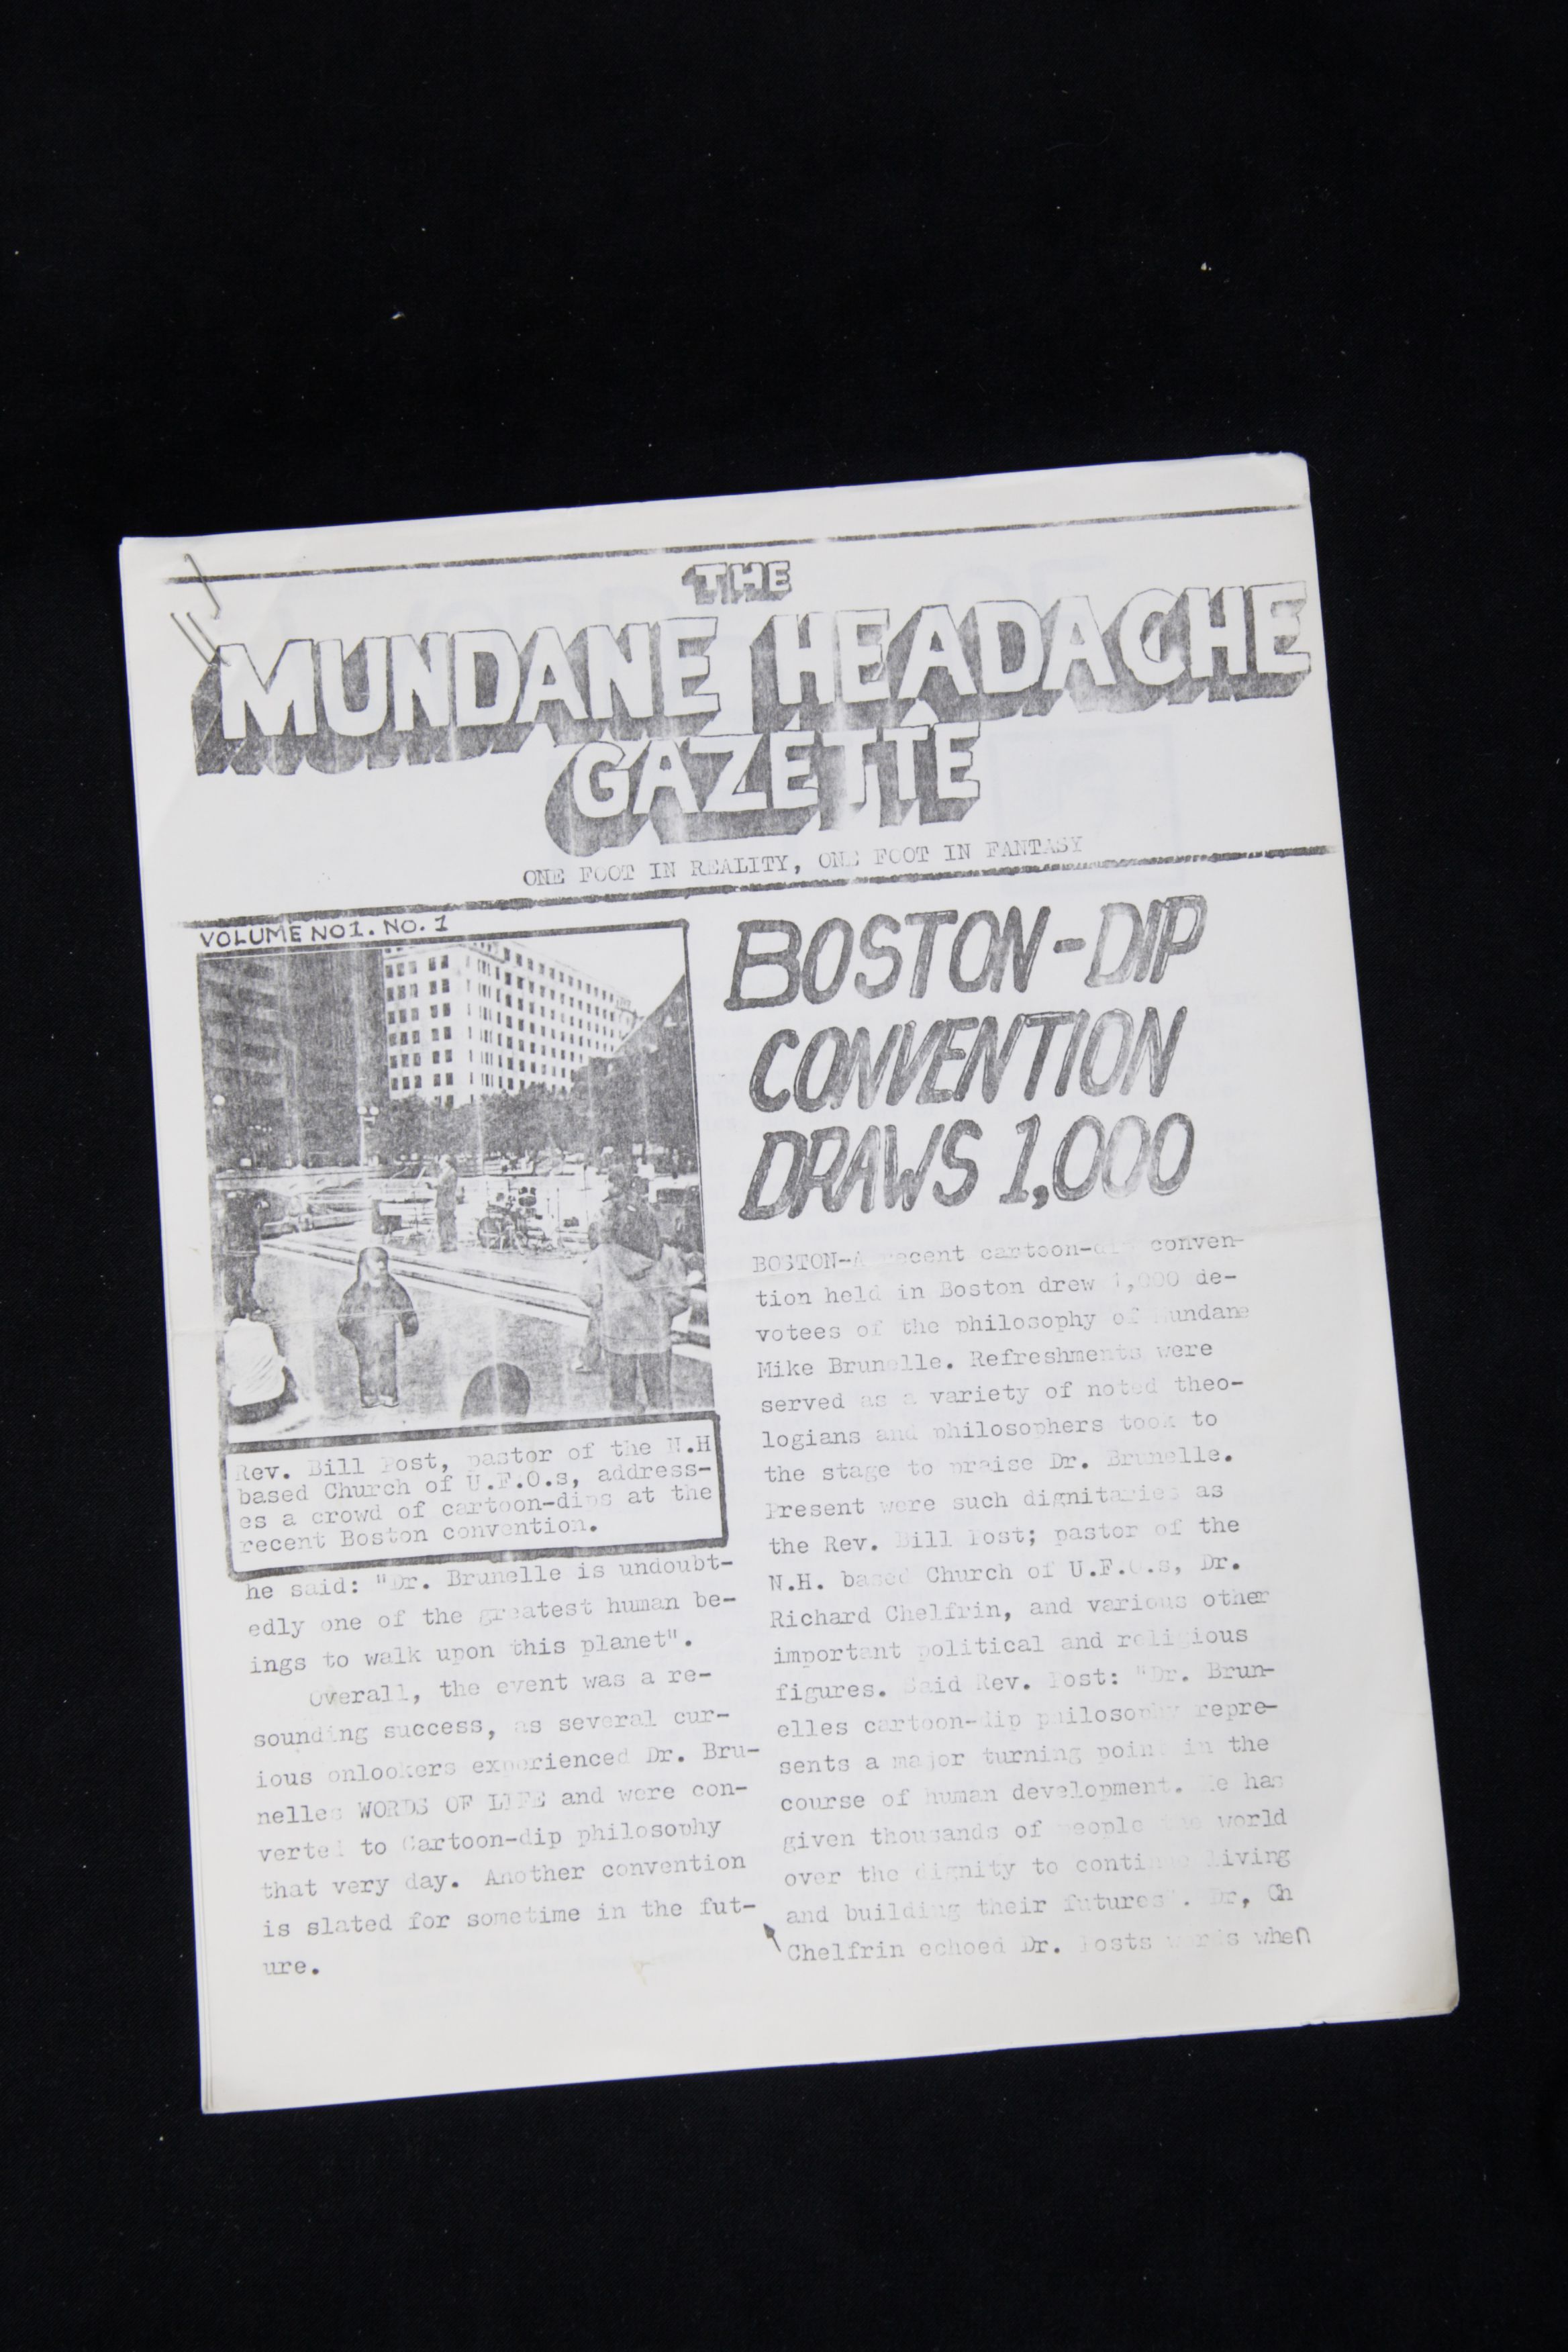 THE
MUNDANE HEADACHE
GAZETTE
ONE FOOT IN REALITY, ONE FOOT IN FANTASY
VOLUME NO1. NO. 1
BOSTON-DIP
CONVENTION
DRAWS 1,000
BOSTON-A recent cartoon-dip conven-
tion held in Boston drew 1,000 de-
votees of the philosophy of Mundane
Mike Brunelle. Refreshments were
served as a variety of noted theo-
logians and philosophers took to
the stage to praise Dr. Brunelle.
Present were such dignitaries as
the Rev. Bill Post; pastor of the
N.H. based Church of U.F.O.s, Dr.
Richard Chelfrin, and various other
important political and religious
figures. Said Rev. Post: "Dr. Brun-
elles cartoon-dip philosophy repre-
sents a major turning point in the
course of human development. He has
given thousands of people the world
over the dignity to continue living
and building their futures". Dr, Ch
Chelfrin echoed Dr. Posts words when
Rev. Bill Post, pastor of the N.H
based Church of U.F.O.s, address-
es a crowd of cartoon-dips at the
recent Boston convention.
he said: "Dr. Brunelle is undoubt-
edly one of the greatest human be-
ings to walk upon this planet".
Overall, the event was a re-
sounding success, as several cur-
ious onlookers experienced Dr. Bru-
nelles WORDS OF LIFE and were con-
verted to Cartoon-dip philosophy
that very day. Another convention
is slated for sometime in the fut-
ure.